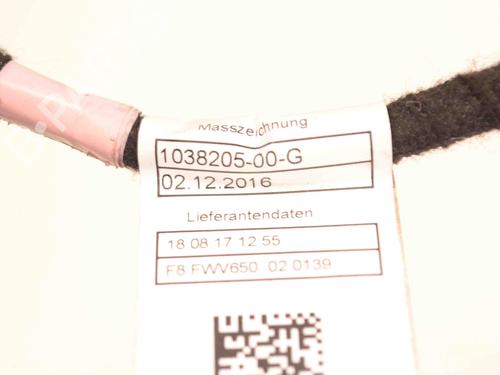 Masszeichnung
1038205-00-G
02.12.2016
Lieferantendaten
18 08 17 12 55
F8 FWV650 02 0139